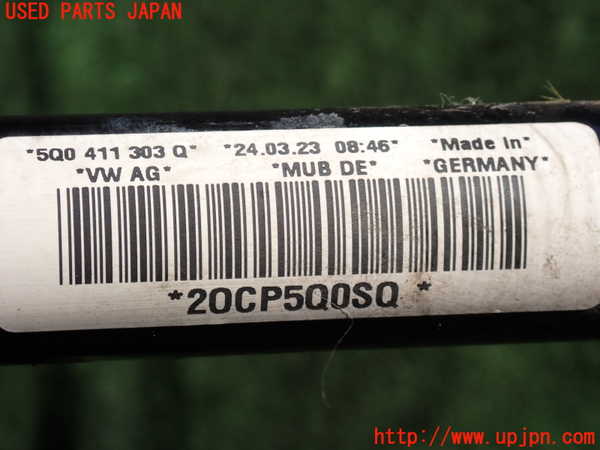 USED PARTS JAPAN
*5Q0 411 303 Q* *24.03.23 08:46* *Made in*
*VW AG* *MUB DE* *GERMANY*
*20CP5Q0SQ *
http://www.upjpn.com/